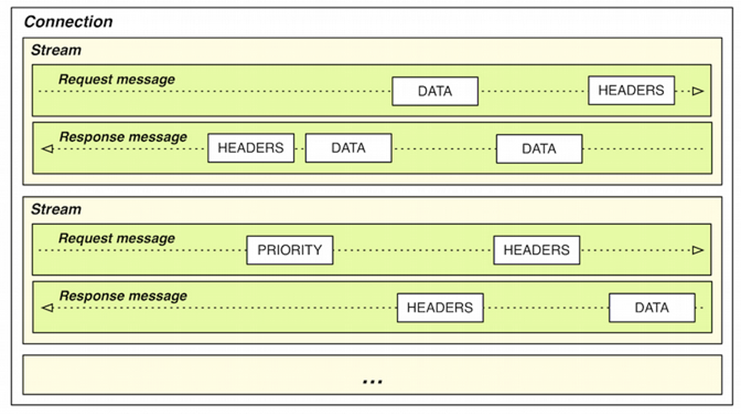 Connection
Stream
Request message
DATA HEADERS
Response message
HEADERS DATA DATA
Stream
Request message
PRIORITY HEADERS
Response message
HEADERS DATA
...